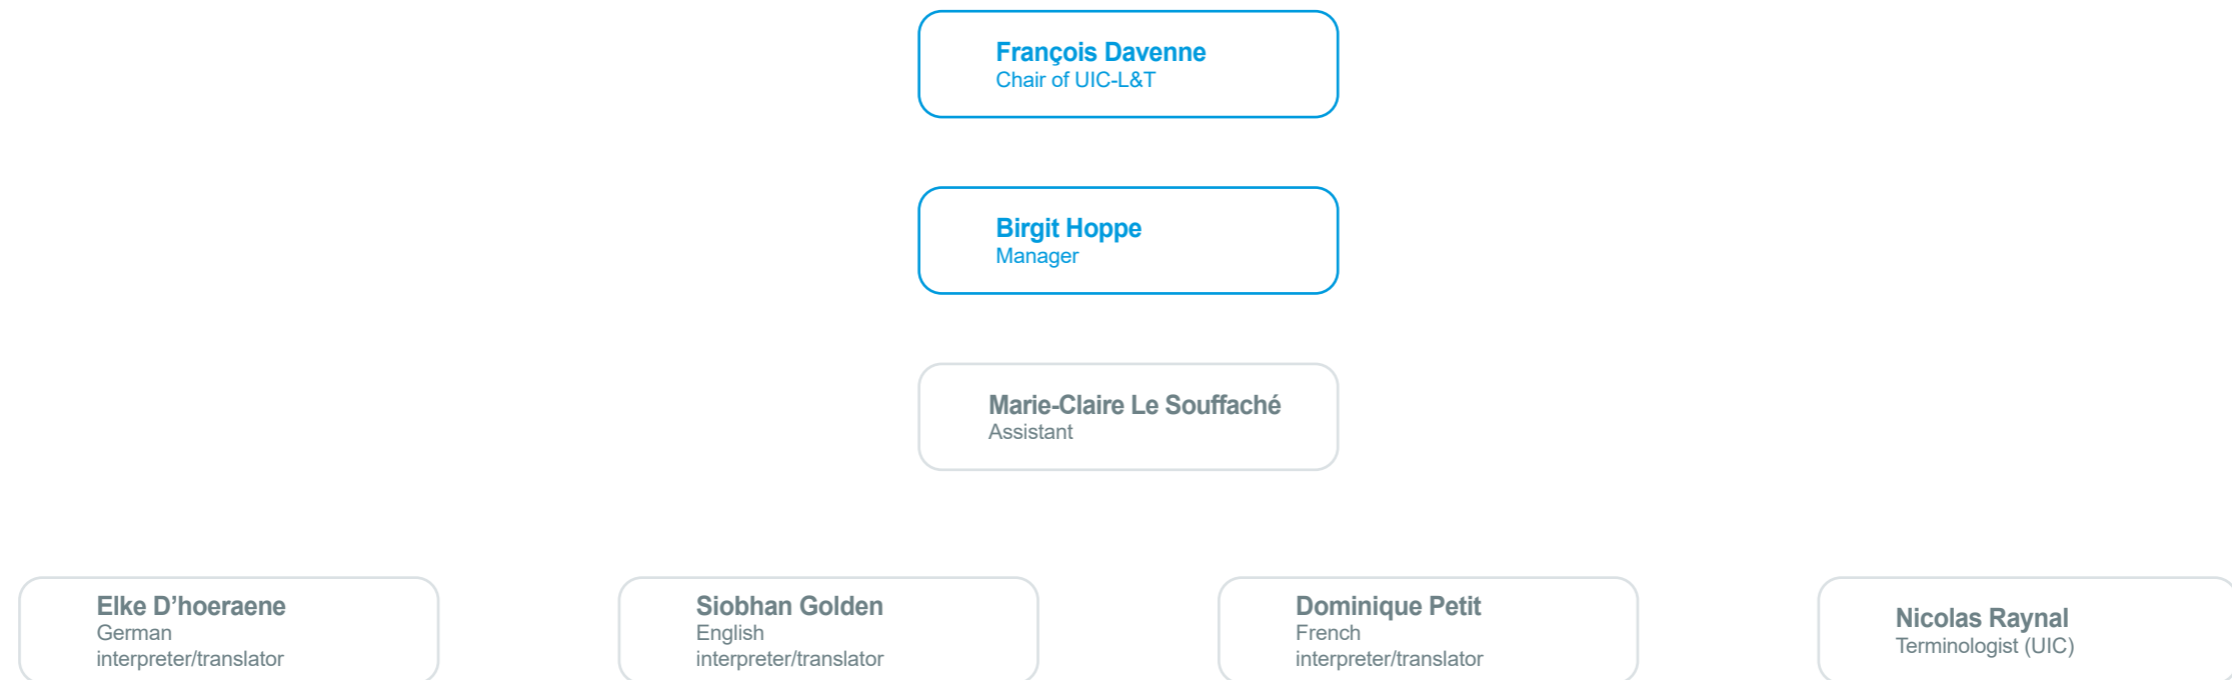 François Davenne
Chair of UIC-L&T
Birgit Hoppe
Manager
Marie-Claire Le Souffaché
Assistant
Elke D’hoeraene
German
interpreter/translator
Siobhan Golden
English
interpreter/translator
Dominique Petit
French
interpreter/translator
Nicolas Raynal
Terminologist (UIC)